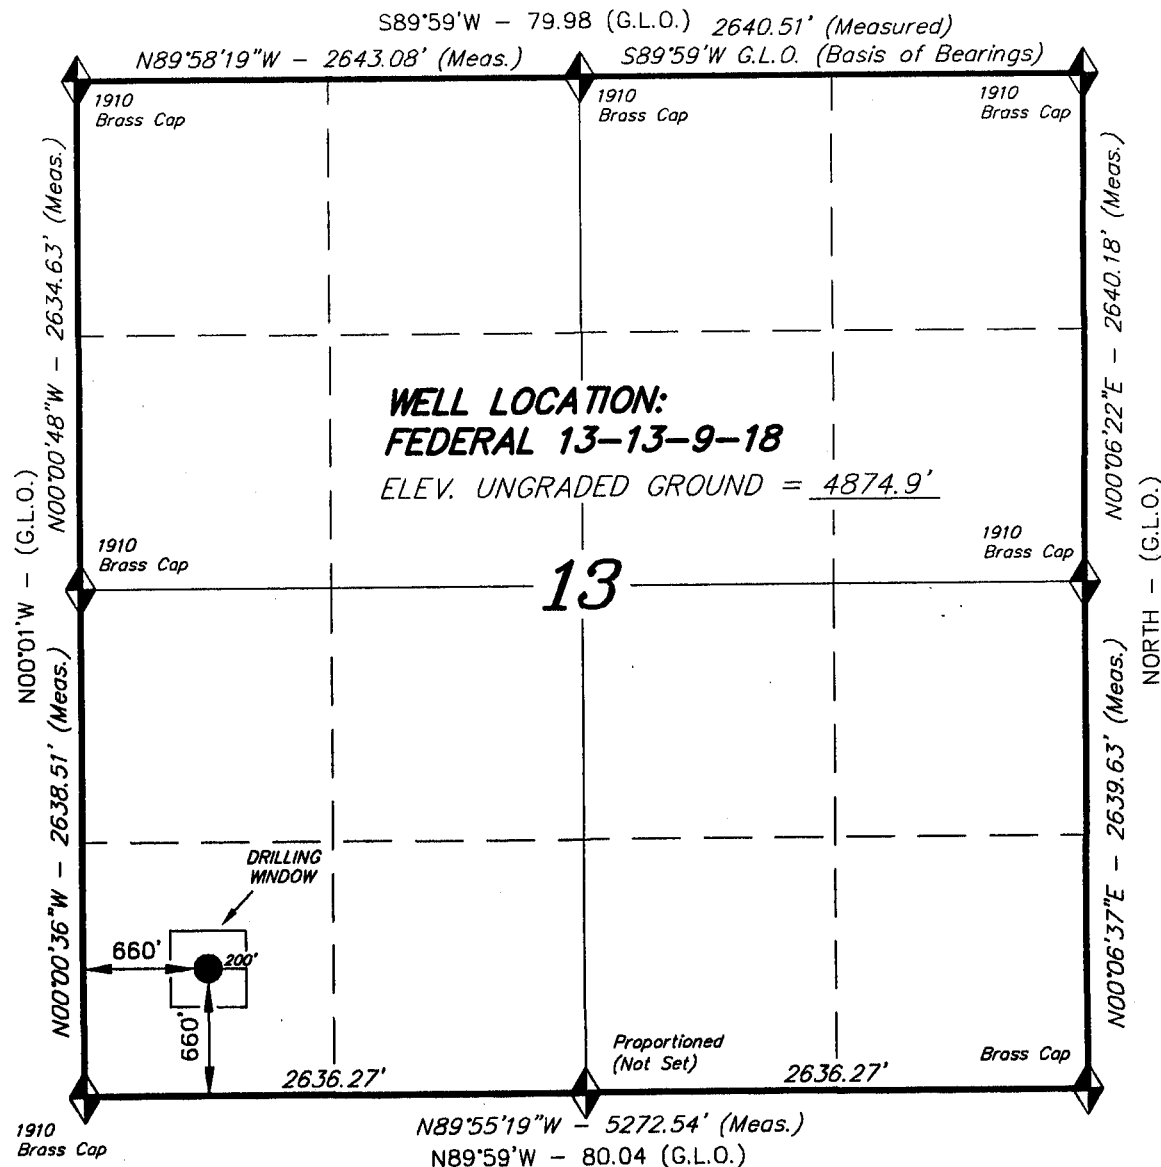 S89°59'W - 79.98 (G.L.O.) 2640.51' (Measured)
N89°58'19"W - 2643.08' (Meas.) S89°59'W G.L.O. (Basis of Bearings)
1910
Brass Cap
1910
Brass Cap
1910
Brass Cap
N00°00'48"W - 2634.63' (Meas.)
N00°06'22"E - 2640.18' (Meas.)
WELL LOCATION:
FEDERAL 13-13-9-18
ELEV. UNGRADED GROUND = 4874.9'
N00°01'W - (G.L.O.)
NORTH - (G.L.O.)
1910
Brass Cap
1910
Brass Cap
13
N00°00'36"W - 2638.51' (Meas.)
N00°06'37"E - 2639.63' (Meas.)
DRILLING
WINDOW
660'
200'
660'
Proportioned
(Not Set)
Brass Cap
2636.27'
2636.27'
1910
Brass Cap
N89°55'19"W - 5272.54' (Meas.)
N89°59'W - 80.04 (G.L.O.)